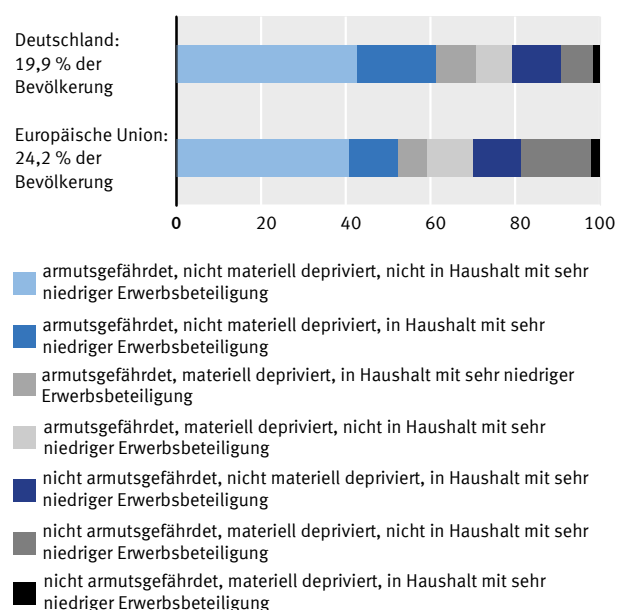 Deutschland:
19,9 % der
Bevölkerung
Europäische Union:
24,2 % der
Bevölkerung
0 20 40 60 80 100
armutsgefährdet, nicht materiell depriviert, nicht in Haushalt mit sehr
niedriger Erwerbsbeteiligung
armutsgefährdet, nicht materiell depriviert, in Haushalt mit sehr
niedriger Erwerbsbeteiligung
armutsgefährdet, materiell depriviert, in Haushalt mit sehr niedriger
Erwerbsbeteiligung
armutsgefährdet, materiell depriviert, nicht in Haushalt mit sehr
niedriger Erwerbsbeteiligung
nicht armutsgefährdet, nicht materiell depriviert, in Haushalt mit sehr
niedriger Erwerbsbeteiligung
nicht armutsgefährdet, materiell depriviert, nicht in Haushalt mit sehr
niedriger Erwerbsbeteiligung
nicht armutsgefährdet, materiell depriviert, in Haushalt mit sehr
niedriger Erwerbsbeteiligung